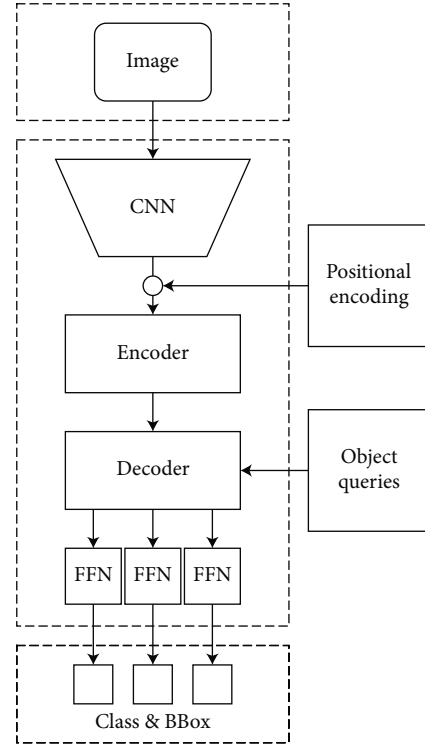 Image
CNN
Positional
encoding
Encoder
Decoder
Object
queries
FFN
FFN
FFN
Class & BBox